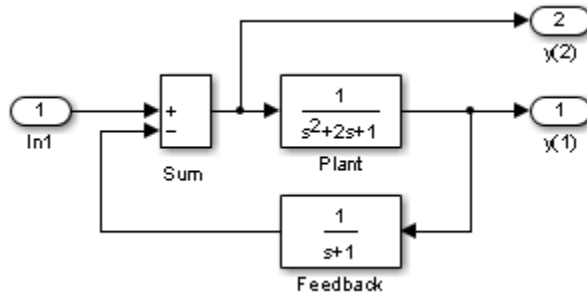 2
y(2)
1
In1
+
−
Sum
1
s²+2s+1
Plant
1
y(1)
1
s+1
Feedback